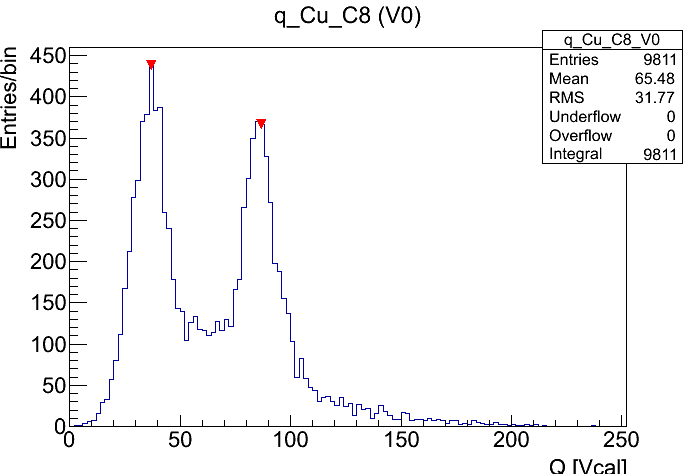 q_Cu_C8 (V0)
q_Cu_C8_V0
Entries 9811
Mean 65.48
RMS 31.77
Underflow 0
Overflow 0
Integral 9811
Entries/bin
450
400
350
300
250
200
150
100
50
0
0 50 100 150 200 250
Q [Vcal]